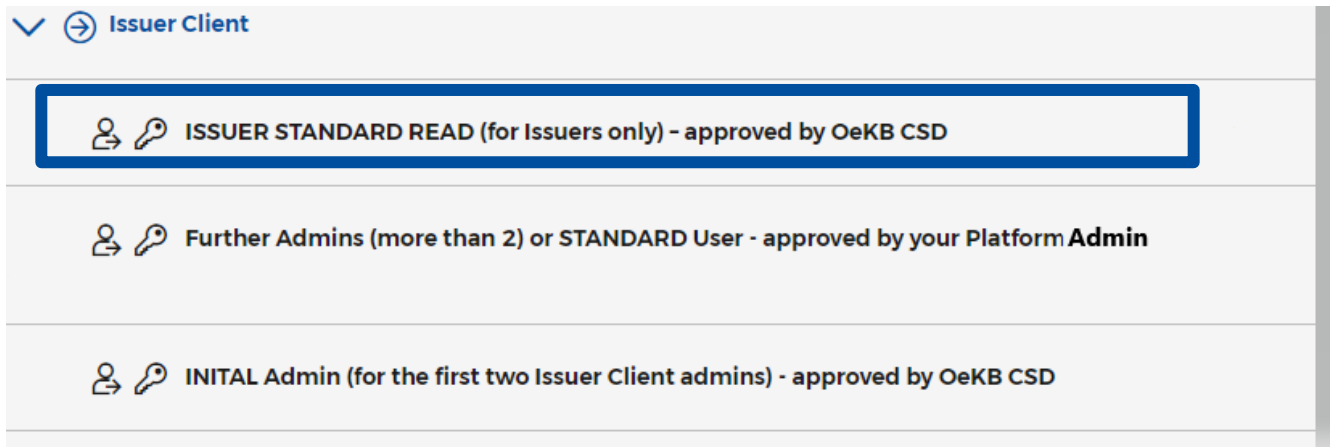 Issuer Client
ISSUER STANDARD READ (for Issuers only) – approved by OeKB CSD
Further Admins (more than 2) or STANDARD User - approved by your Platform Admin
INITAL Admin (for the first two Issuer Client admins) - approved by OeKB CSD